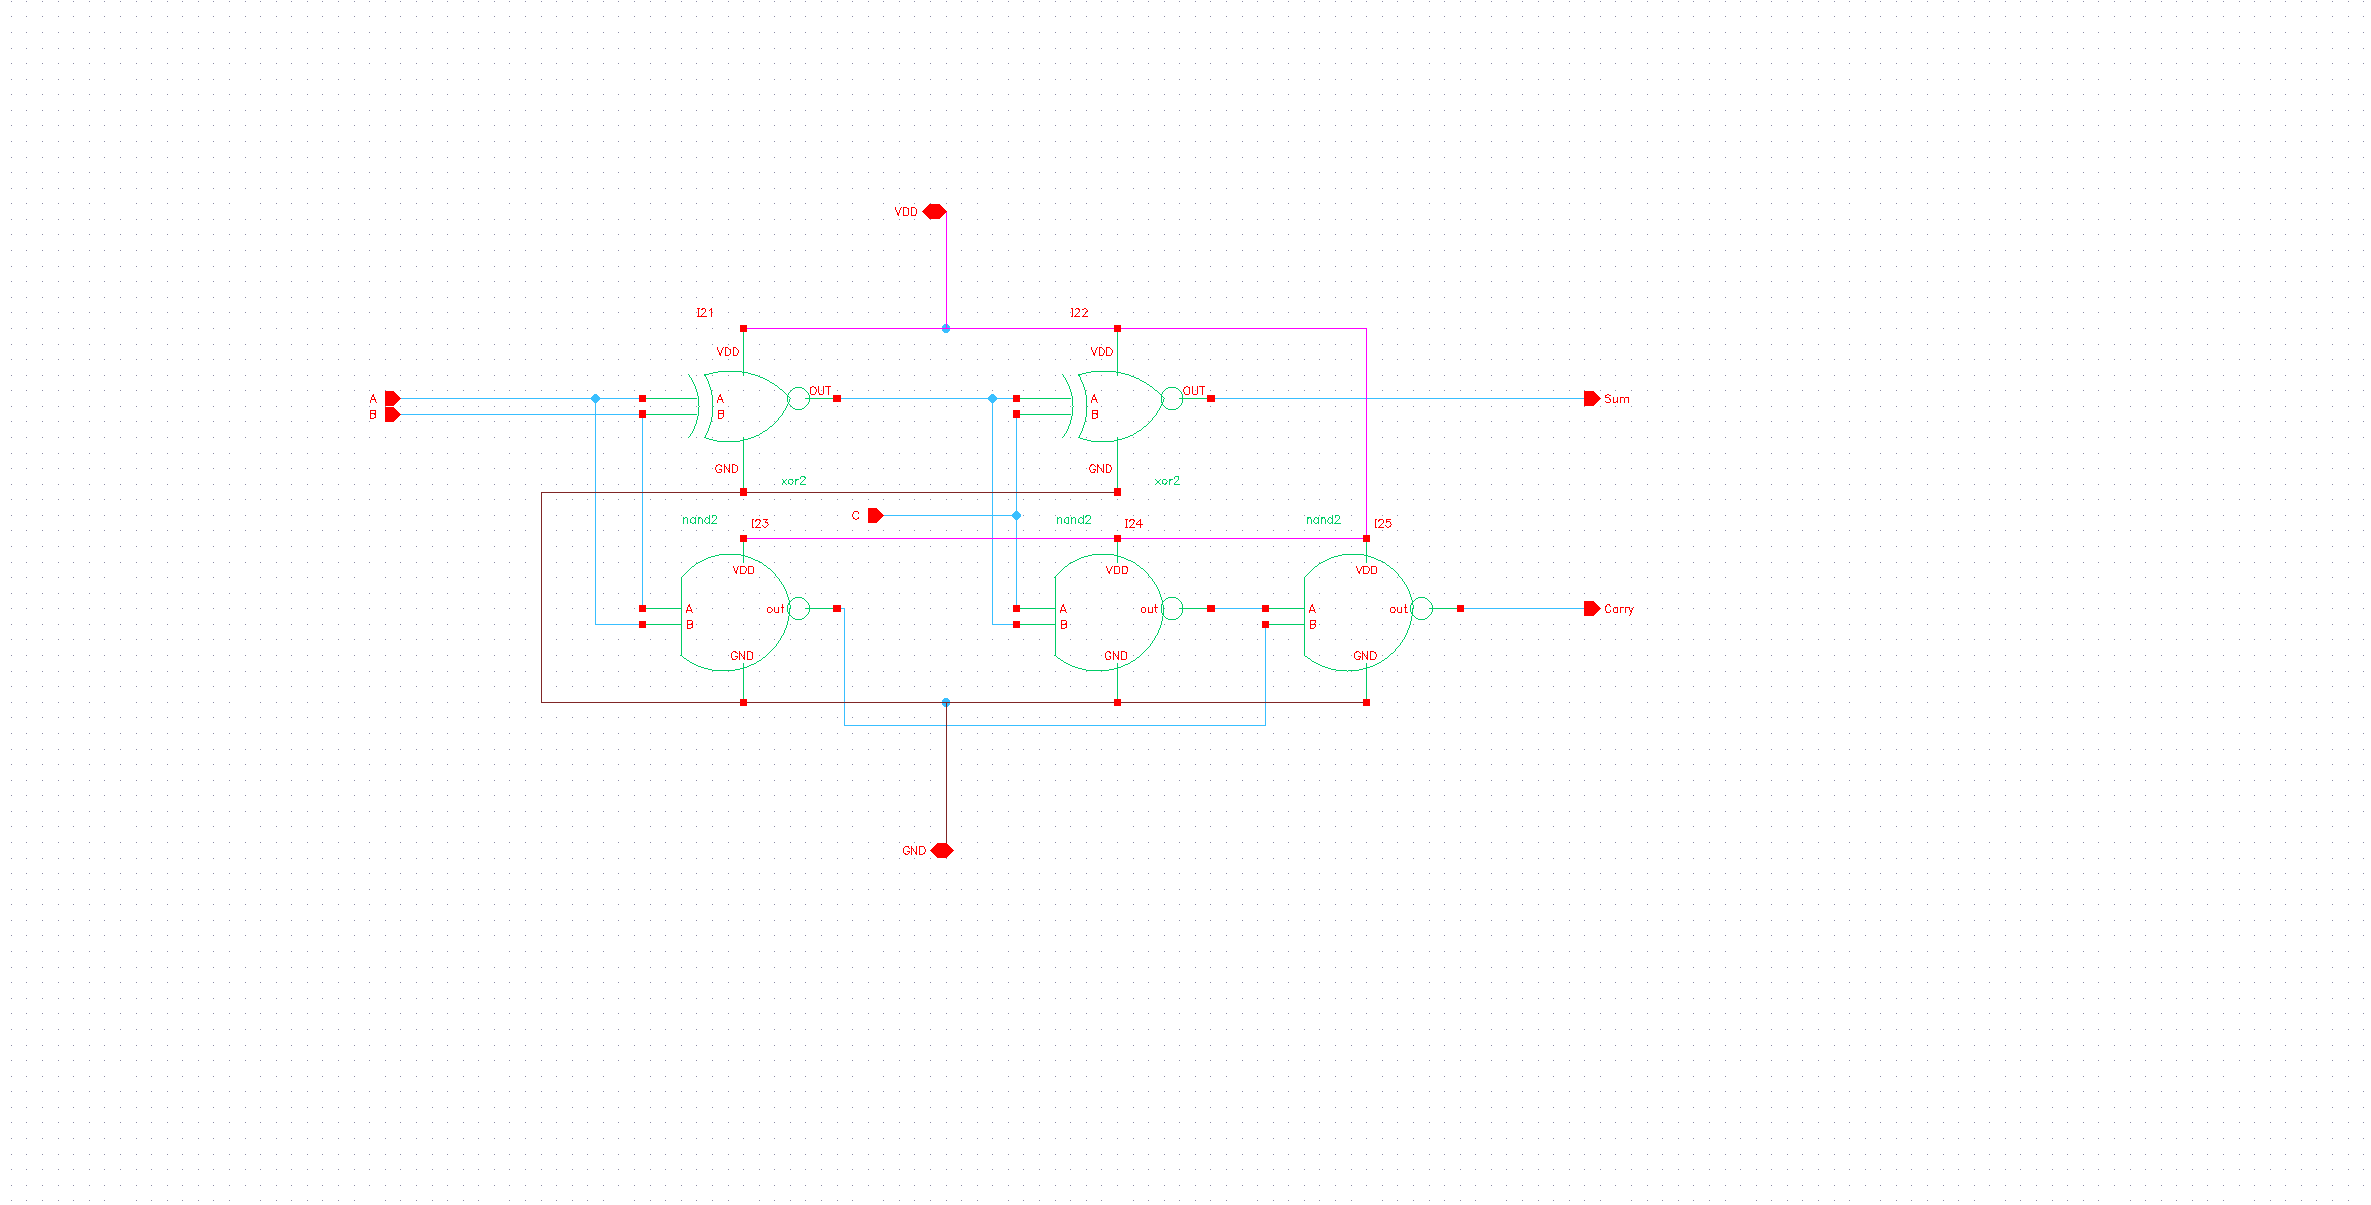 VDD
I21 I22
VDD VDD
OUT OUT
A A A Sum
B B B
GND GND
xor2 xor2
C
nand2 I23 nand2 I24 nand2 I25
VDD VDD VDD
A out A out A out Carry
B B B
GND GND GND
GND